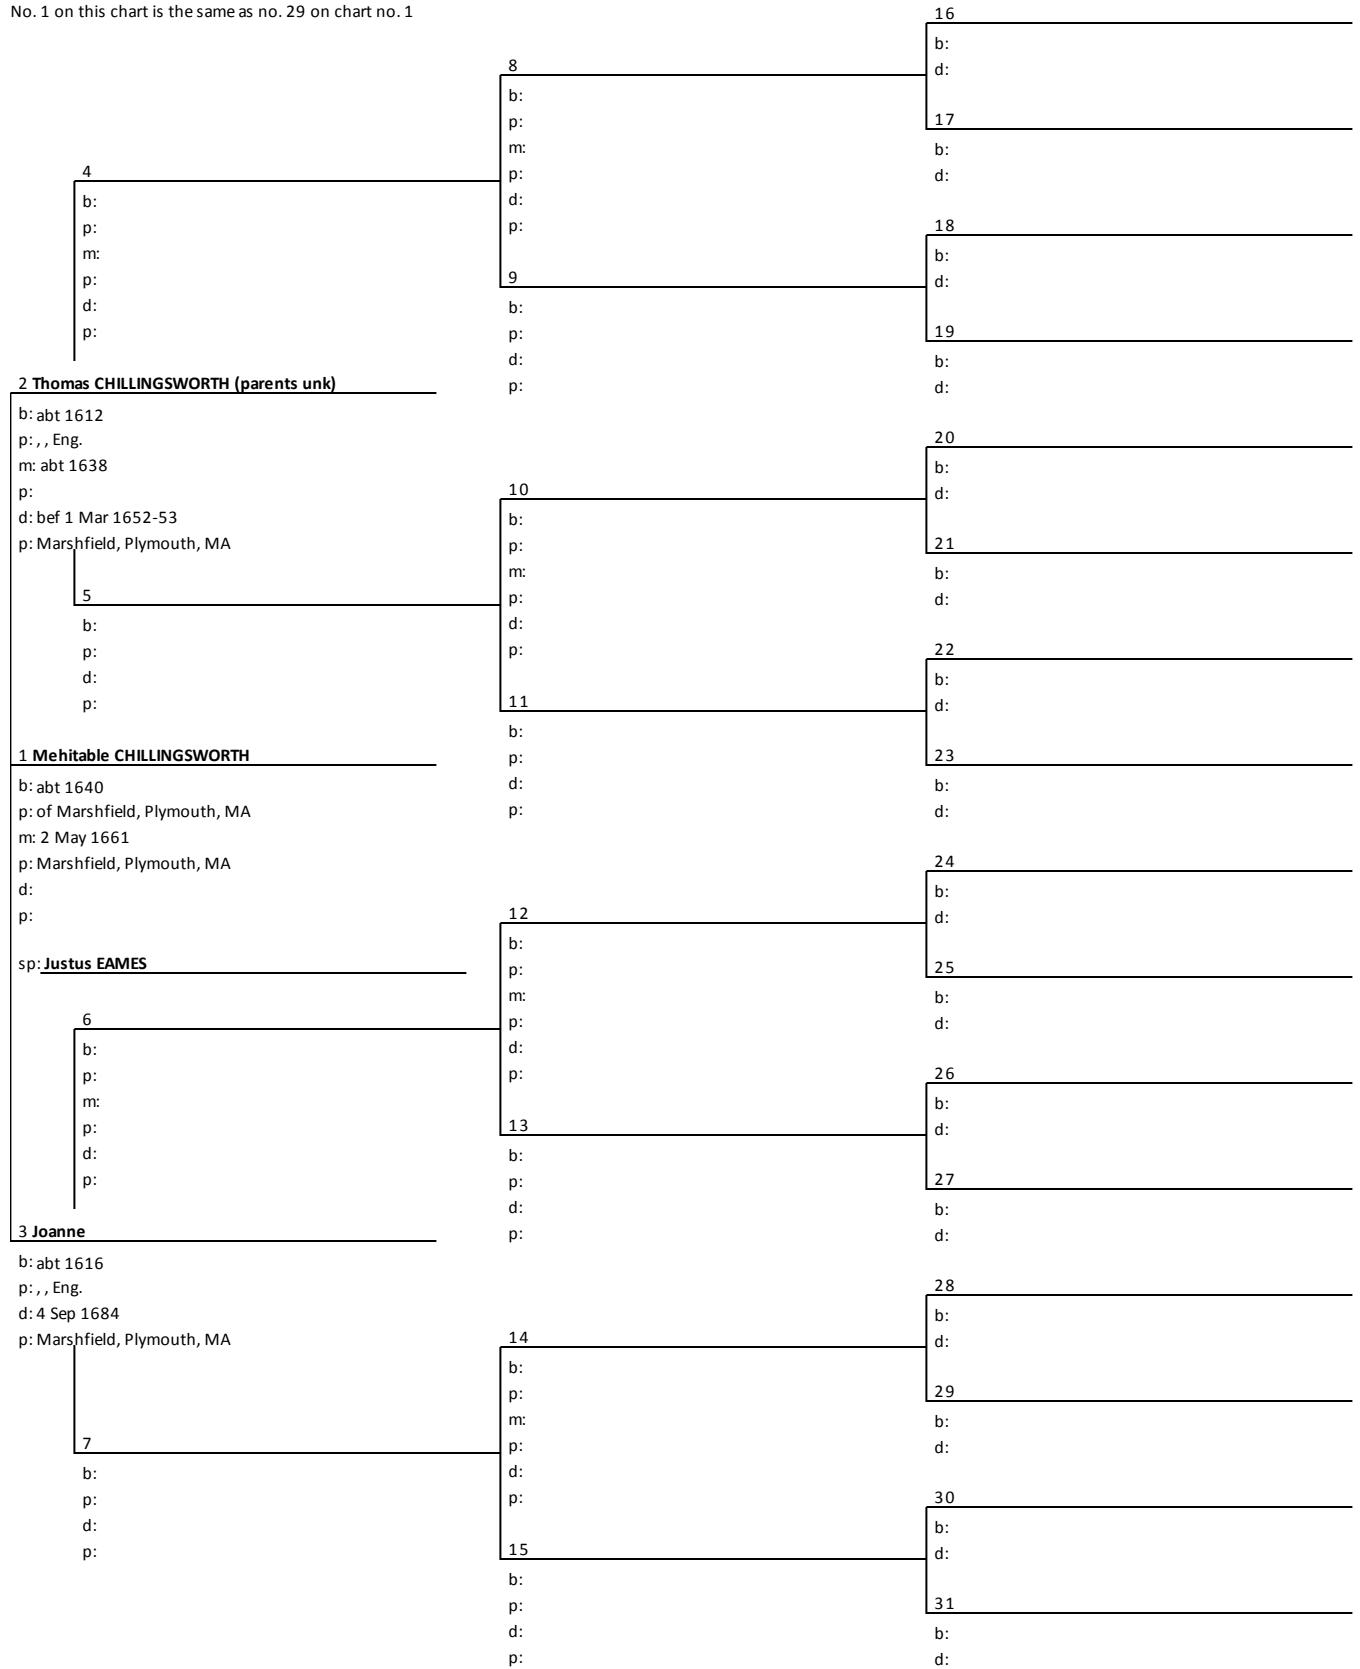 No. 1 on this chart is the same as no. 29 on chart no. 1
16
b:
d:
8
b:
p:
m:
p:
d:
p:
17
b:
d:
4
b:
p:
m:
p:
d:
p:
18
b:
d:
9
b:
p:
d:
p:
19
b:
d:
2 Thomas CHILLINGSWORTH (parents unk)
b: abt 1612
p: , , Eng.
m: abt 1638
p:
d: bef 1 Mar 1652-53
p: Marshfield, Plymouth, MA
20
b:
d:
10
b:
p:
m:
p:
d:
p:
21
b:
d:
5
b:
p:
d:
p:
22
b:
d:
11
b:
p:
d:
p:
23
b:
d:
1 Mehitable CHILLINGSWORTH
b: abt 1640
p: of Marshfield, Plymouth, MA
m: 2 May 1661
p: Marshfield, Plymouth, MA
d:
p:
sp: Justus EAMES
24
b:
d:
12
b:
p:
m:
p:
d:
p:
25
b:
d:
6
b:
p:
m:
p:
d:
p:
26
b:
d:
13
b:
p:
d:
p:
27
b:
d:
3 Joanne
b: abt 1616
p: , , Eng.
d: 4 Sep 1684
p: Marshfield, Plymouth, MA
28
b:
d:
14
b:
p:
m:
p:
d:
p:
29
b:
d:
7
b:
p:
d:
p:
30
b:
d:
15
b:
p:
d:
p:
31
b:
d: